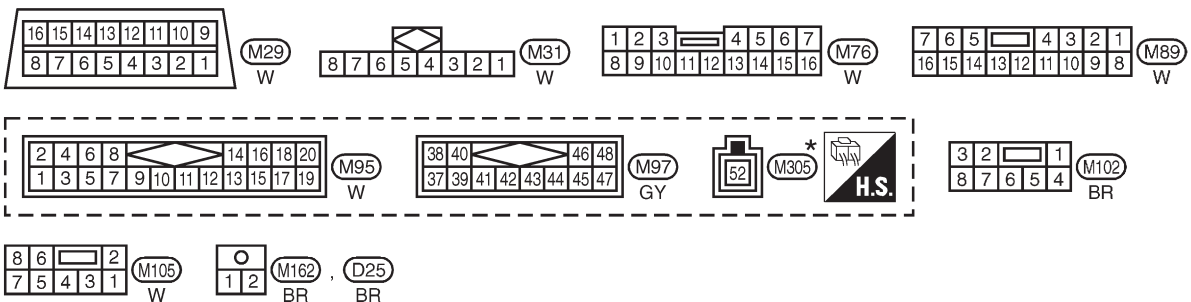 16 15 14 13 12 11 10 9
8 7 6 5 4 3 2 1
M29
W
8 7 6 5 4 3 2 1
M31
W
1 2 3 4 5 6 7
8 9 10 11 12 13 14 15 16
M76
W
7 6 5 4 3 2 1
16 15 14 13 12 11 10 9 8
M89
W
2 4 6 8 14 16 18 20
1 3 5 7 9 10 11 12 13 15 17 19
M95
W
38 40 46 48
37 39 41 42 43 44 45 47
M97
GY
52
M305
*
H.S.
3 2 1
8 7 6 5 4
M102
BR
8 6 2
7 5 4 3 1
M105
W
1 2
M162 , D25
BR BR